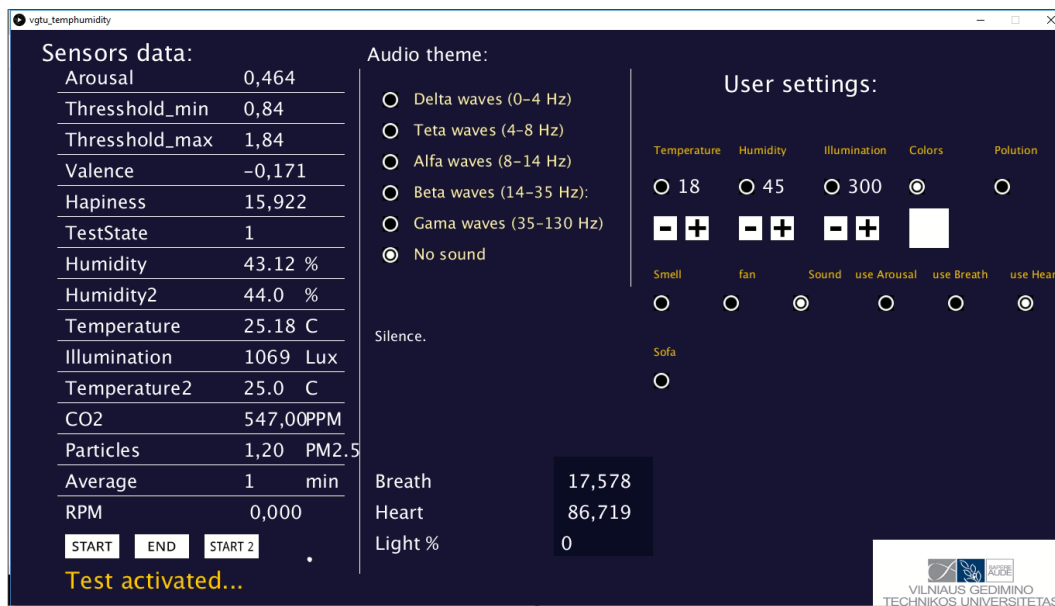 vgtu_temphumidity
Sensors data:
Arousal 0,464
Thresshold_min 0,84
Thresshold_max 1,84
Valence −0,171
Hapiness 15,922
TestState 1
Humidity 43.12 %
Humidity2 44.0 %
Temperature 25.18 C
Illumination 1069 Lux
Temperature2 25.0 C
CO2 547,00PPM
Particles 1,20 PM2.5
Average 1 min
RPM 0,000
START END START 2
Test activated...
Audio theme:
Delta waves (0−4 Hz)
Teta waves (4−8 Hz)
Alfa waves (8−14 Hz)
Beta waves (14−35 Hz):
Gama waves (35−130 Hz)
No sound
Silence.
Breath 17,578
Heart 86,719
Light % 0
User settings:
Temperature Humidity Illumination Colors Polution
18 45 300
- + - + - +
Smell fan Sound use Arousal use Breath use Hear
Sofa
SAPERE
AUDE
VILNIAUS GEDIMINO
TECHNIKOS UNIVERSITETAS